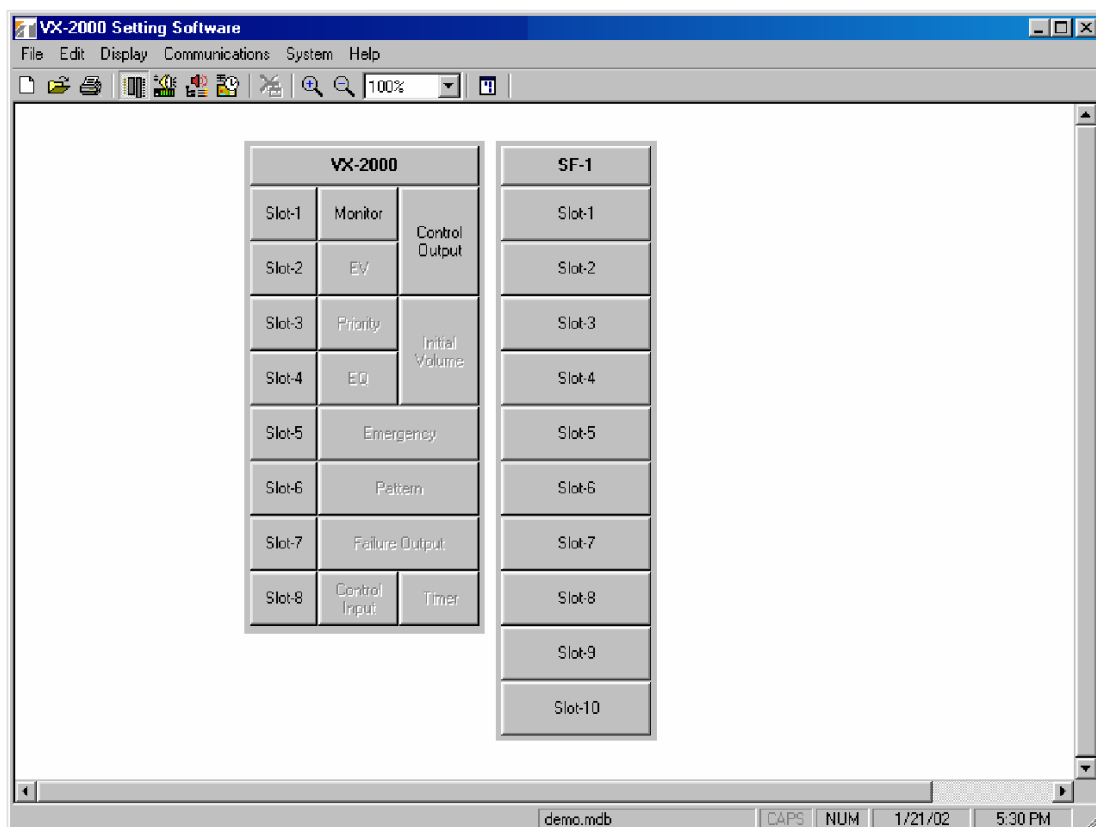 VX-2000 Setting Software
File Edit Display Communications System Help
100%
VX-2000 SF-1
Slot-1 Monitor Control Output Slot-1
Slot-2 EV Slot-2
Slot-3 Priority Initial Volume Slot-3
Slot-4 EQ Slot-4
Slot-5 Emergency Slot-5
Slot-6 Pattern Slot-6
Slot-7 Failure Output Slot-7
Slot-8 Control Input Timer Slot-8
Slot-9
Slot-10
demo.mdb CAPS NUM 1/21/02 5:30 PM